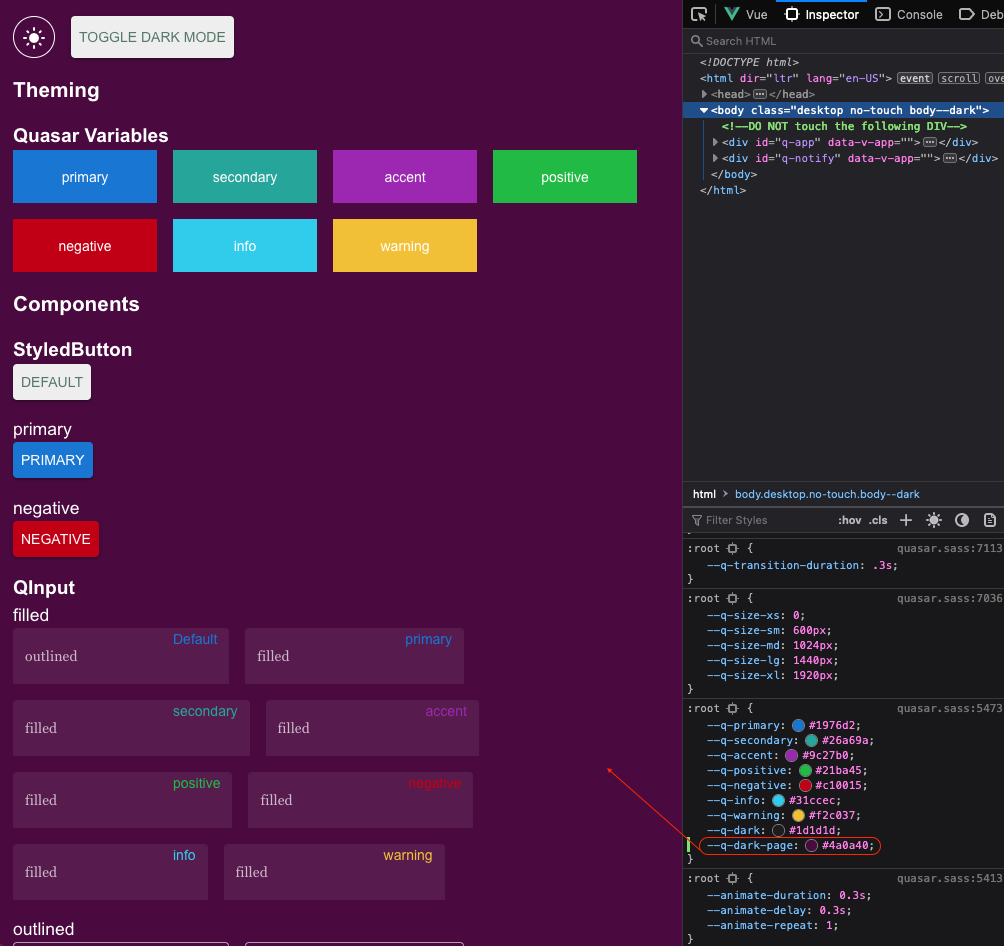 TOGGLE DARK MODE
Theming
Quasar Variables
primary
secondary
accent
positive
negative
info
warning
Components
StyledButton
DEFAULT
primary
PRIMARY
negative
NEGATIVE
QInput
filled
Default
outlined
primary
filled
secondary
filled
accent
filled
positive
filled
negative
filled
info
filled
warning
filled
outlined
Vue
Inspector
Console
Deb
Search HTML
<!DOCTYPE html>
<html dir="ltr" lang="en-US"> event scroll ove
<head>⋯</head>
<body class="desktop no-touch body--dark">
<!--DO NOT touch the following DIV-->
<div id="q-app" data-v-app="">⋯</div>
<div id="q-notify" data-v-app="">⋯</div>
</body>
</html>
html > body.desktop.no-touch.body--dark
Filter Styles :hov .cls +
:root { quasar.sass:7113
--q-transition-duration: .3s;
}
:root { quasar.sass:7036
--q-size-xs: 0;
--q-size-sm: 600px;
--q-size-md: 1024px;
--q-size-lg: 1440px;
--q-size-xl: 1920px;
}
:root { quasar.sass:5473
--q-primary: #1976d2;
--q-secondary: #26a69a;
--q-accent: #9c27b0;
--q-positive: #21ba45;
--q-negative: #c10015;
--q-info: #31ccec;
--q-warning: #f2c037;
--q-dark: #1d1d1d;
--q-dark-page: #4a0a40;
}
:root { quasar.sass:5413
--animate-duration: 0.3s;
--animate-delay: 0.3s;
--animate-repeat: 1;
}